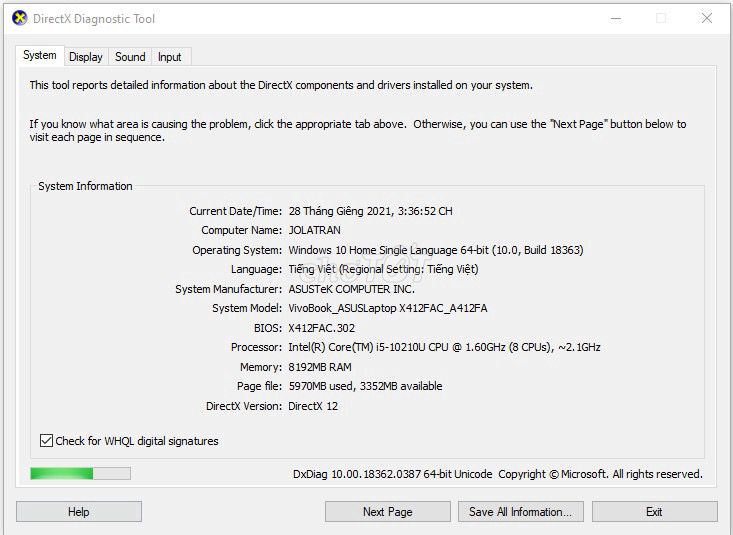 DirectX Diagnostic Tool
System Display Sound Input
This tool reports detailed information about the DirectX components and drivers installed on your system.
If you know what area is causing the problem, click the appropriate tab above. Otherwise, you can use the "Next Page" button below to
visit each page in sequence.
System Information
Current Date/Time: 28 Tháng Giêng 2021, 3:36:52 CH
Computer Name: JOLATRAN
Operating System: Windows 10 Home Single Language 64-bit (10.0, Build 18363)
Language: Tiếng Việt (Regional Setting: Tiếng Việt)
chợTỐT
System Manufacturer: ASUSTeK COMPUTER INC.
System Model: VivoBook_ASUSLaptop X412FAC_A412FA
BIOS: X412FAC.302
Processor: Intel(R) Core(TM) i5-10210U CPU @ 1.60GHz (8 CPUs), ~2.1GHz
Memory: 8192MB RAM
Page file: 5970MB used, 3352MB available
DirectX Version: DirectX 12
Check for WHQL digital signatures
DxDiag 10.00.18362.0387 64-bit Unicode Copyright © Microsoft. All rights reserved.
Help Next Page Save All Information... Exit